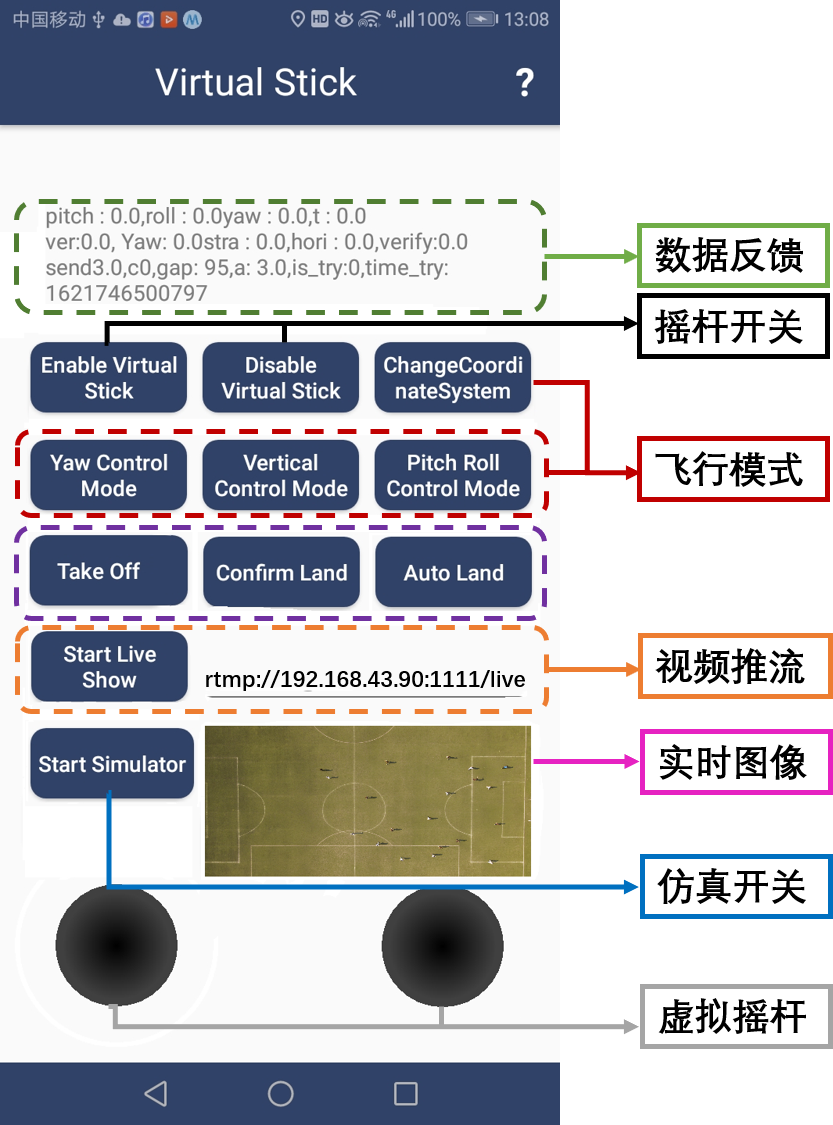 中国移动 HD 4G 100% 13:08
Virtual Stick ?
pitch : 0.0,roll : 0.0yaw : 0.0,t : 0.0
ver:0.0, Yaw: 0.0stra : 0.0,hori : 0.0,verify:0.0
send3.0,c0,gap: 95,a: 3.0,is_try:0,time_try:
1621746500797
数据反馈
摇杆开关
Enable Virtual
Stick
Disable
Virtual Stick
ChangeCoordi
nateSystem
Yaw Control
Mode
Vertical
Control Mode
Pitch Roll
Control Mode
飞行模式
Take Off
Confirm Land
Auto Land
Start Live
Show
rtmp://192.168.43.90:1111/live
视频推流
Start Simulator
实时图像
仿真开关
虚拟摇杆